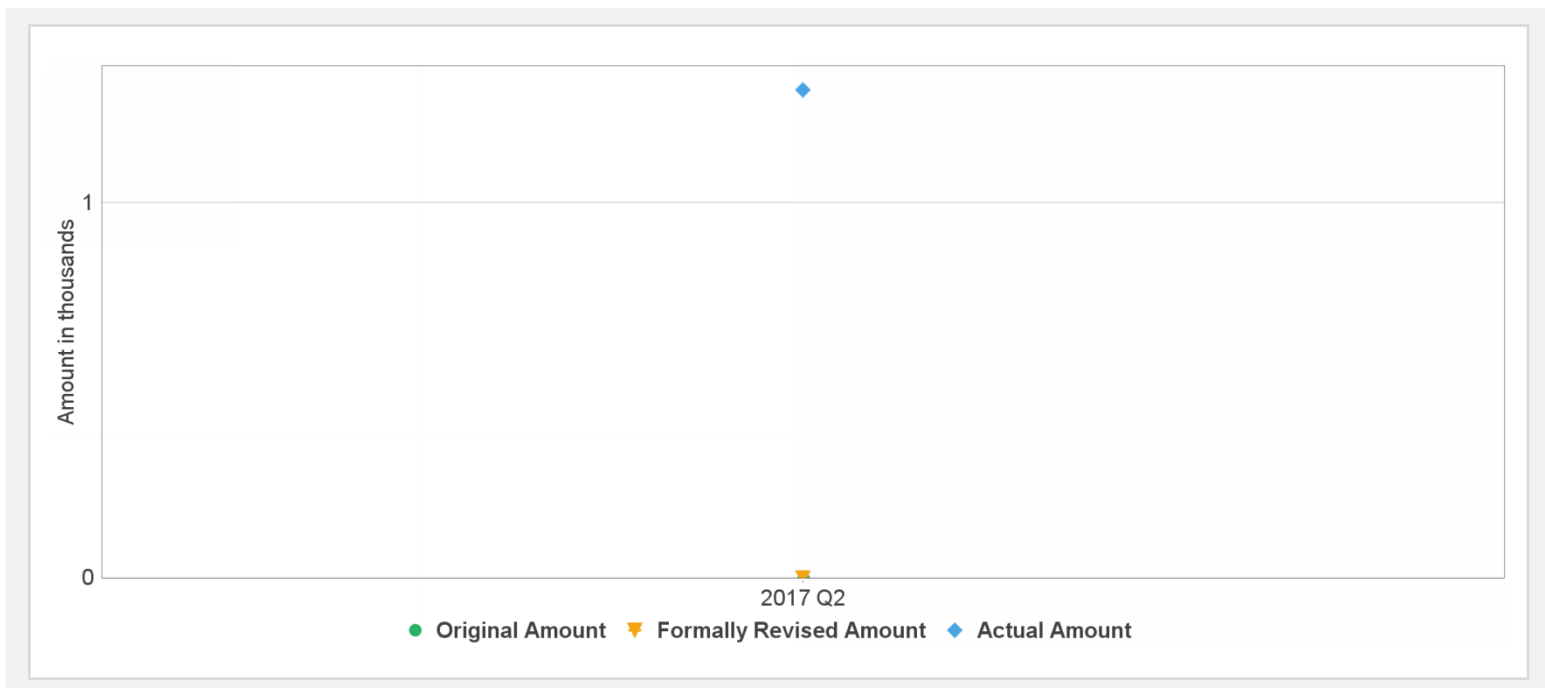 1
Amount in thousands
0
2017 Q2
Original Amount Formally Revised Amount Actual Amount